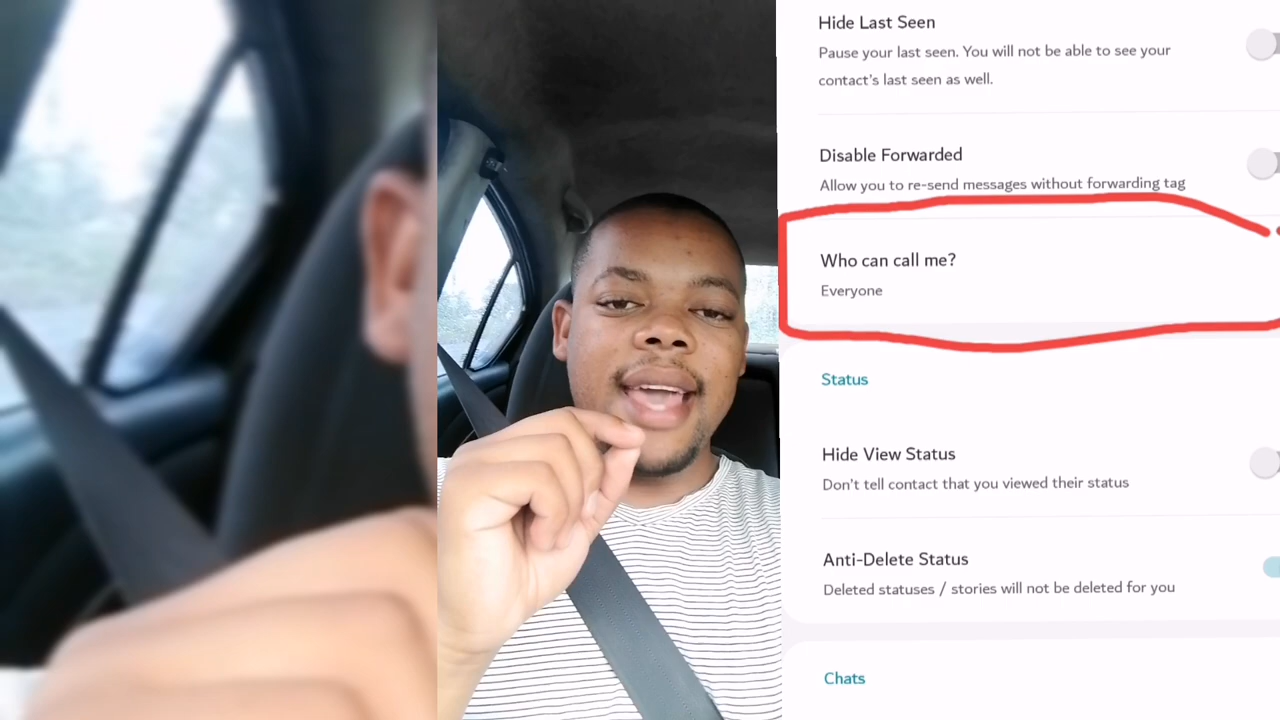 Hide Last Seen
Pause your last seen. You will not be able to see your
contact's last seen as well.
Disable Forwarded
Allow you to re-send messages without forwarding tag
Who can call me?
Everyone
Status
Hide View Status
Don't tell contact that you viewed their status
Anti-Delete Status
Deleted statuses / stories will not be deleted for you
Chats